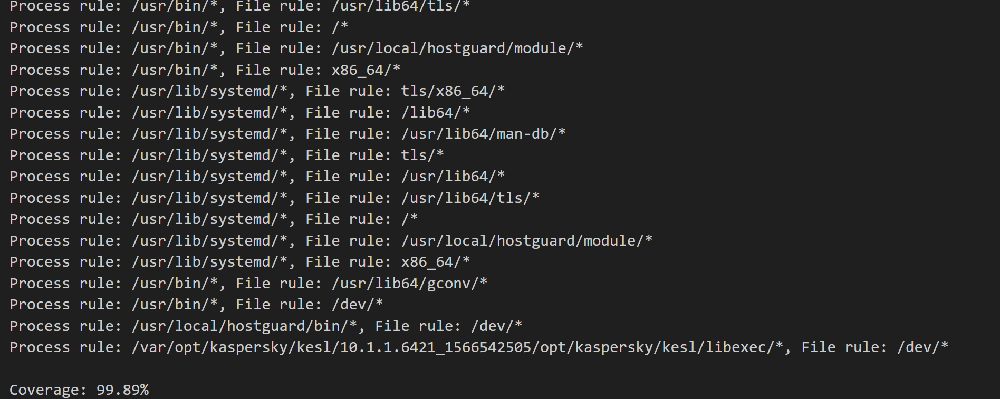 Process rule: /usr/bin/*, File rule: /usr/lib64/tls/*
Process rule: /usr/bin/*, File rule: /*
Process rule: /usr/bin/*, File rule: /usr/local/hostguard/module/*
Process rule: /usr/bin/*, File rule: x86_64/*
Process rule: /usr/lib/systemd/*, File rule: tls/x86_64/*
Process rule: /usr/lib/systemd/*, File rule: /lib64/*
Process rule: /usr/lib/systemd/*, File rule: /usr/lib64/man-db/*
Process rule: /usr/lib/systemd/*, File rule: tls/*
Process rule: /usr/lib/systemd/*, File rule: /usr/lib64/*
Process rule: /usr/lib/systemd/*, File rule: /usr/lib64/tls/*
Process rule: /usr/lib/systemd/*, File rule: /*
Process rule: /usr/lib/systemd/*, File rule: /usr/local/hostguard/module/*
Process rule: /usr/lib/systemd/*, File rule: x86_64/*
Process rule: /usr/bin/*, File rule: /usr/lib64/gconv/*
Process rule: /usr/bin/*, File rule: /dev/*
Process rule: /usr/local/hostguard/bin/*, File rule: /dev/*
Process rule: /var/opt/kaspersky/kesl/10.1.1.6421_1566542505/opt/kaspersky/kesl/libexec/*, File rule: /dev/*
Coverage: 99.89%